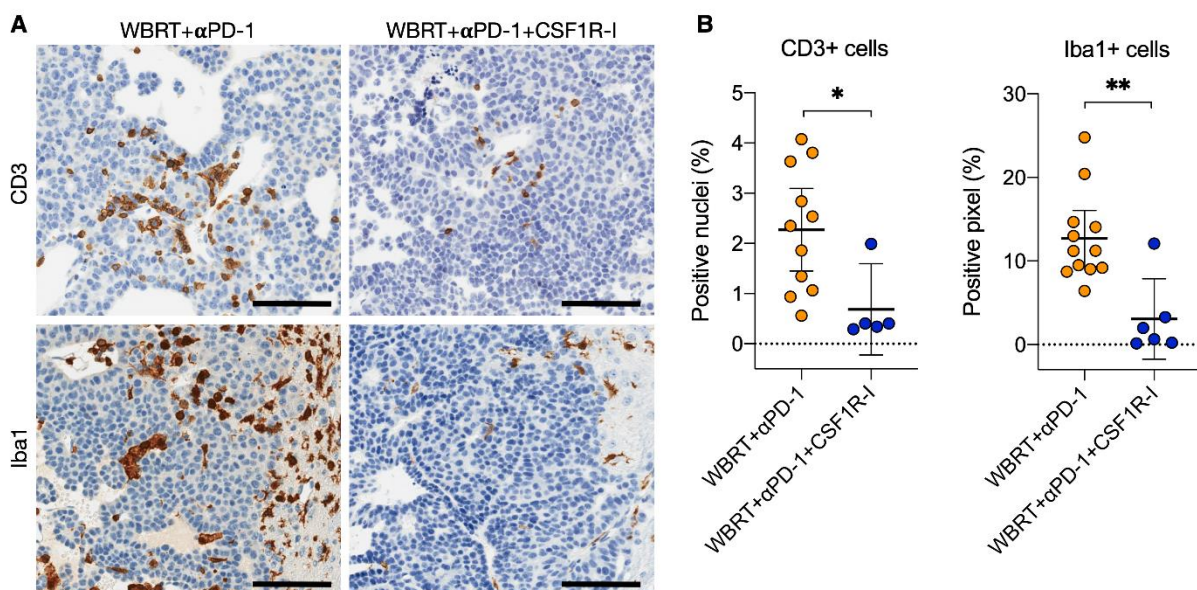 A
WBRT+αPD-1
WBRT+αPD-1+CSF1R-I
CD3
Iba1
B
CD3+ cells
Positive nuclei (%)
5
4
3
2
1
0
*
WBRT+αPD-1
WBRT+αPD-1+CSF1R-I
Iba1+ cells
Positive pixel (%)
30
20
10
0
**
WBRT+αPD-1
WBRT+αPD-1+CSF1R-I